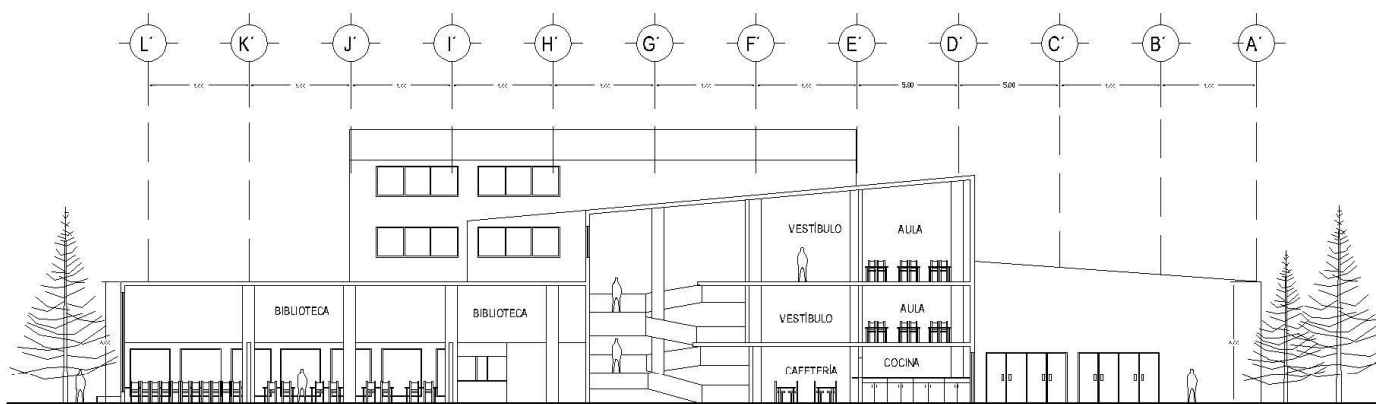 L´ K´ J´ I´ H´ G´ F´ E´ D´ C´ B´ A´
5.00 5.00
VESTÍBULO
AULA
BIBLIOTECA
BIBLIOTECA
VESTÍBULO
AULA
CAFETERÍA
COCINA